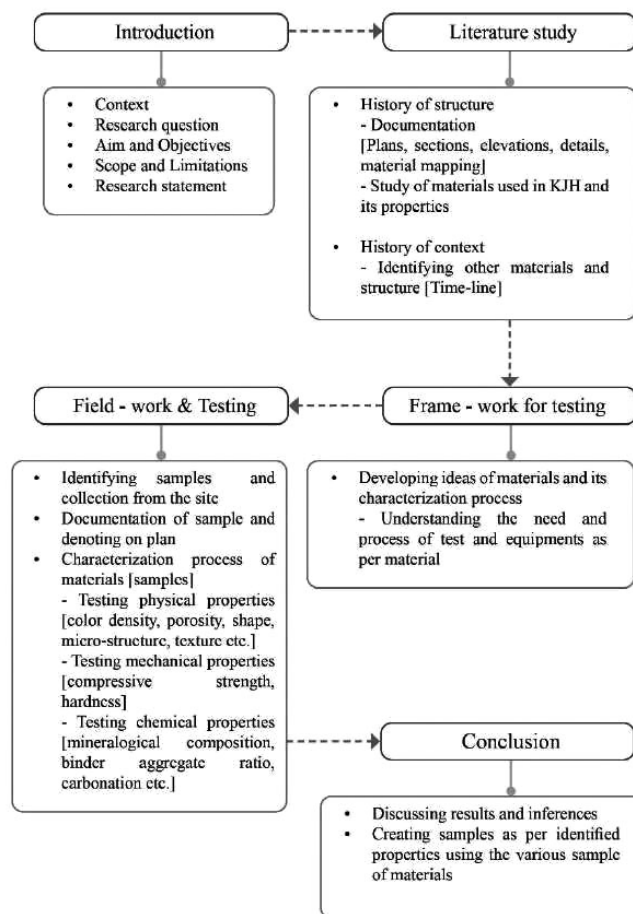 Introduction
Literature study
• Context
• Research question
• Aim and Objectives
• Scope and Limitations
• Research statement
• History of structure
- Documentation
[Plans, sections, elevations, details,
material mapping]
- Study of materials used in KJH and
its properties
• History of context
- Identifying other materials and
structure [Time-line]
Field - work & Testing
Frame - work for testing
• Identifying samples and
collection from the site
• Documentation of sample and
denoting on plan
• Characterization process of
materials [samples]
- Testing physical properties
[color density, porosity, shape,
micro-structure, texture etc.]
- Testing mechanical properties
[compressive strength,
hardness]
- Testing chemical properties
[mineralogical composition,
binder aggregate ratio,
carbonation etc.]
• Developing ideas of materials and its
characterization process
- Understanding the need and
process of test and equipments as
per material
Conclusion
• Discussing results and inferences
• Creating samples as per identified
properties using the various sample
of materials